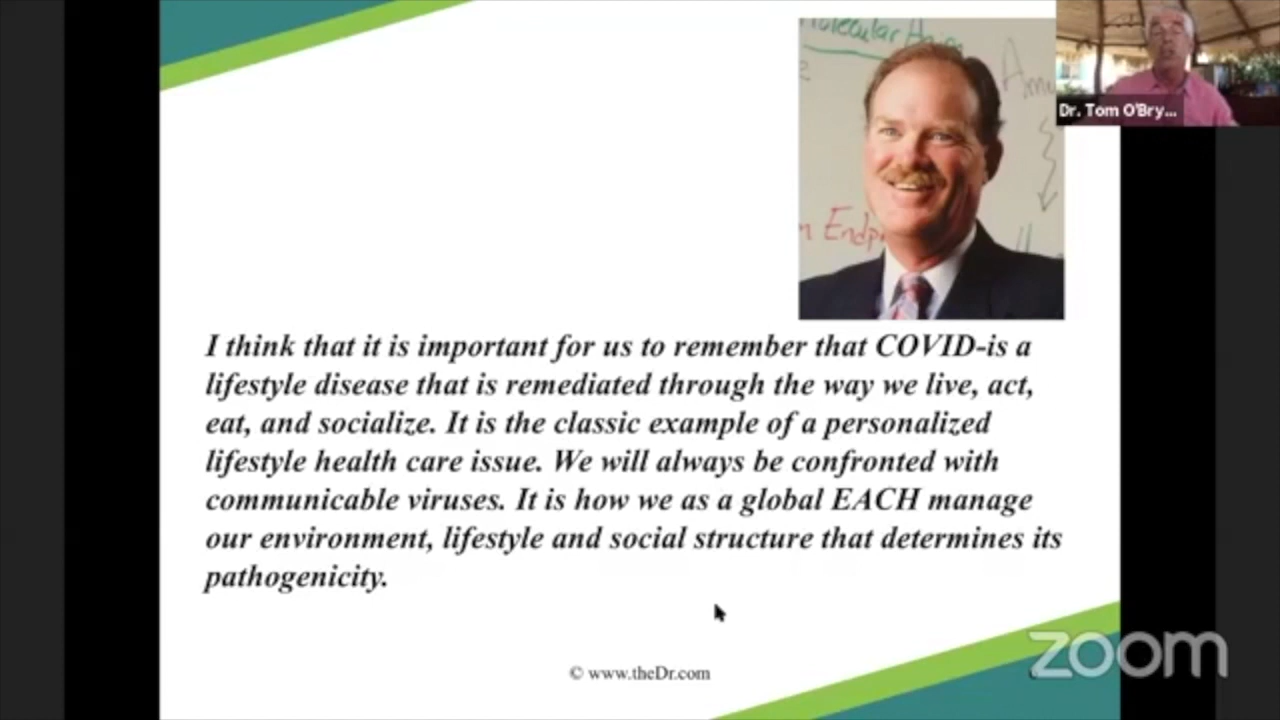 Molecular
Dr. Tom O'Bry...
I think that it is important for us to remember that COVID-is a
lifestyle disease that is remediated through the way we live, act,
eat, and socialize. It is the classic example of a personalized
lifestyle health care issue. We will always be confronted with
communicable viruses. It is how we as a global EACH manage
our environment, lifestyle and social structure that determines its
pathogenicity.
© www.theDr.com
zoom